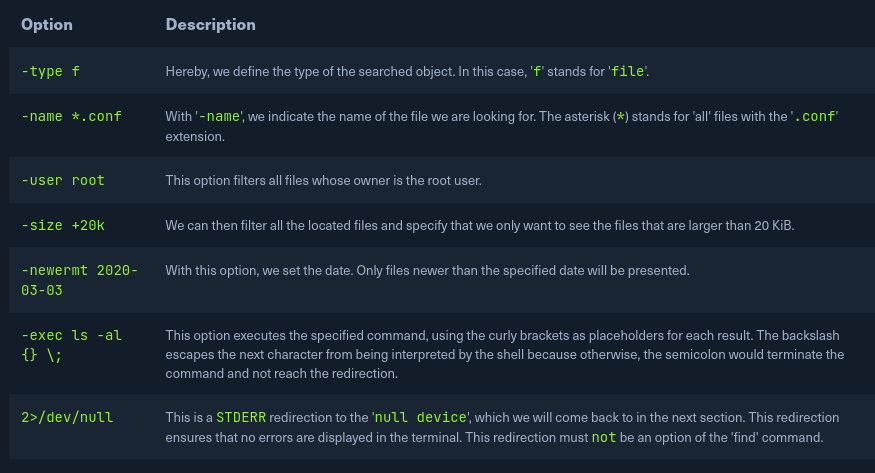 Option Description
-type f Hereby, we define the type of the searched object. In this case, 'f' stands for 'file'.
-name *.conf With '-name', we indicate the name of the file we are looking for. The asterisk (*) stands for 'all' files with the '.conf'
extension.
-user root This option filters all files whose owner is the root user.
-size +20k We can then filter all the located files and specify that we only want to see the files that are larger than 20 KiB.
-newermt 2020- With this option, we set the date. Only files newer than the specified date will be presented.
03-03
-exec ls -al This option executes the specified command, using the curly brackets as placeholders for each result. The backslash
{} \; escapes the next character from being interpreted by the shell because otherwise, the semicolon would terminate the
command and not reach the redirection.
2>/dev/null This is a STDERR redirection to the 'null device', which we will come back to in the next section. This redirection
ensures that no errors are displayed in the terminal. This redirection must not be an option of the 'find' command.